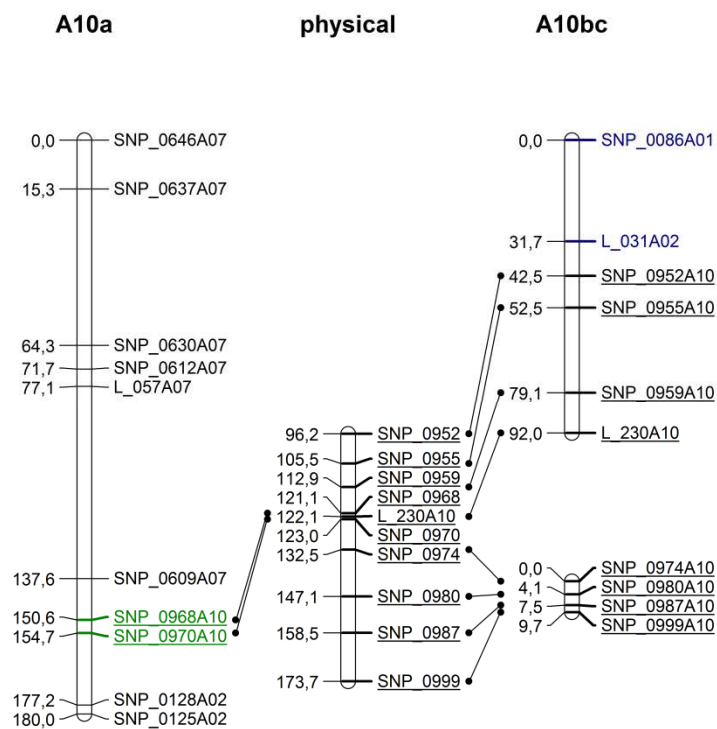 A10a physical A10bc
0,0 SNP_0646A07
15,3 SNP_0637A07
64,3 SNP_0630A07
71,7 SNP_0612A07
77,1 L_057A07
137,6 SNP_0609A07
150,6 SNP_0968A10
154,7 SNP_0970A10
177,2 SNP_0128A02
180,0 SNP_0125A02
96,2 SNP_0952
105,5 SNP_0955
112,9 SNP_0959
121,1 SNP_0968
122,1 L_230A10
123,0 SNP_0970
132,5 SNP_0974
147,1 SNP_0980
158,5 SNP_0987
173,7 SNP_0999
0,0 SNP_0086A01
31,7 L_031A02
42,5 SNP_0952A10
52,5 SNP_0955A10
79,1 SNP_0959A10
92,0 L_230A10
0,0 SNP_0974A10
4,1 SNP_0980A10
7,5 SNP_0987A10
9,7 SNP_0999A10